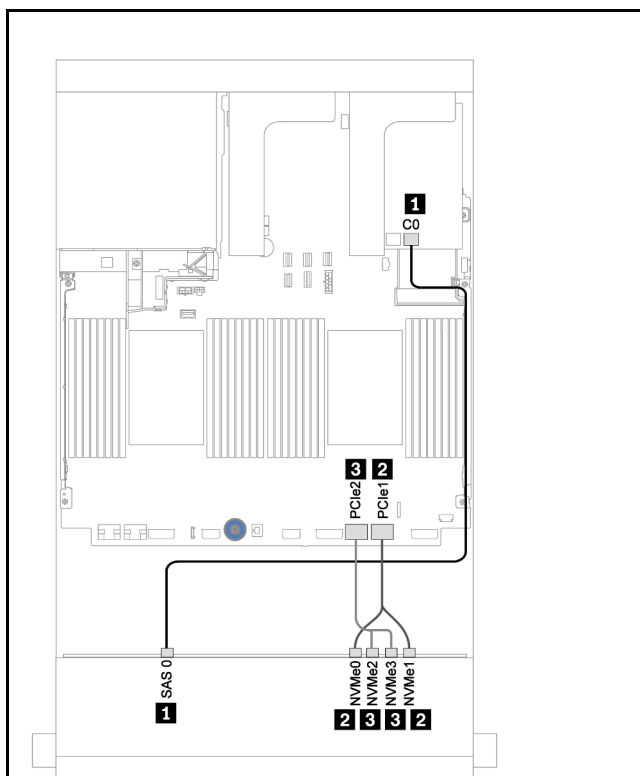 1
C0
3 2
PCIe2 PCIe1
SAS 0
1
NVMe0 NVMe2 NVMe3 NVMe1
2 3 3 2